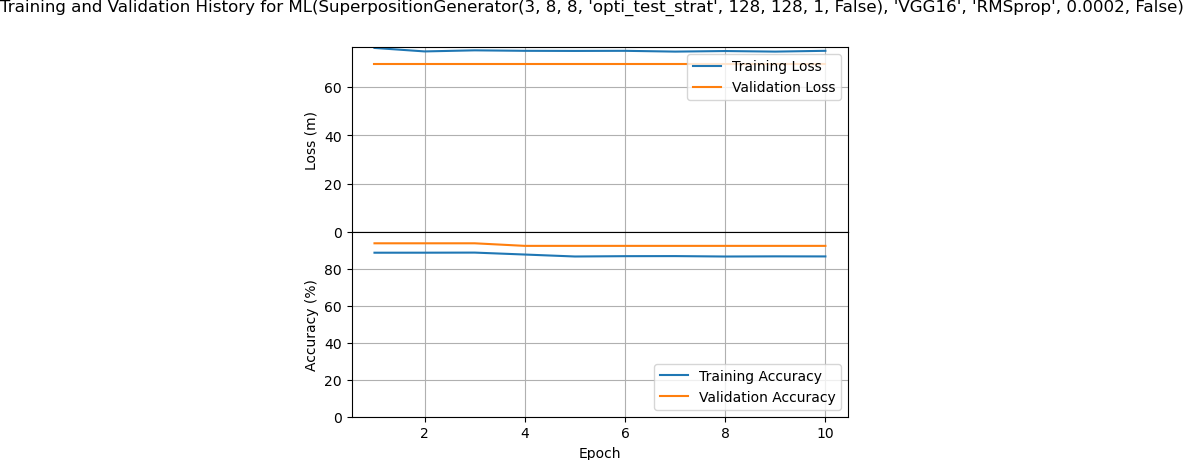 Training and Validation History for ML(SuperpositionGenerator(3, 8, 8, 'opti_test_strat', 128, 128, 1, False), 'VGG16', 'RMSprop', 0.0002, False)
Loss (m)
60
40
20
0
Training Loss
Validation Loss
Accuracy (%)
80
60
40
20
0
Training Accuracy
Validation Accuracy
2 4 6 8 10
Epoch